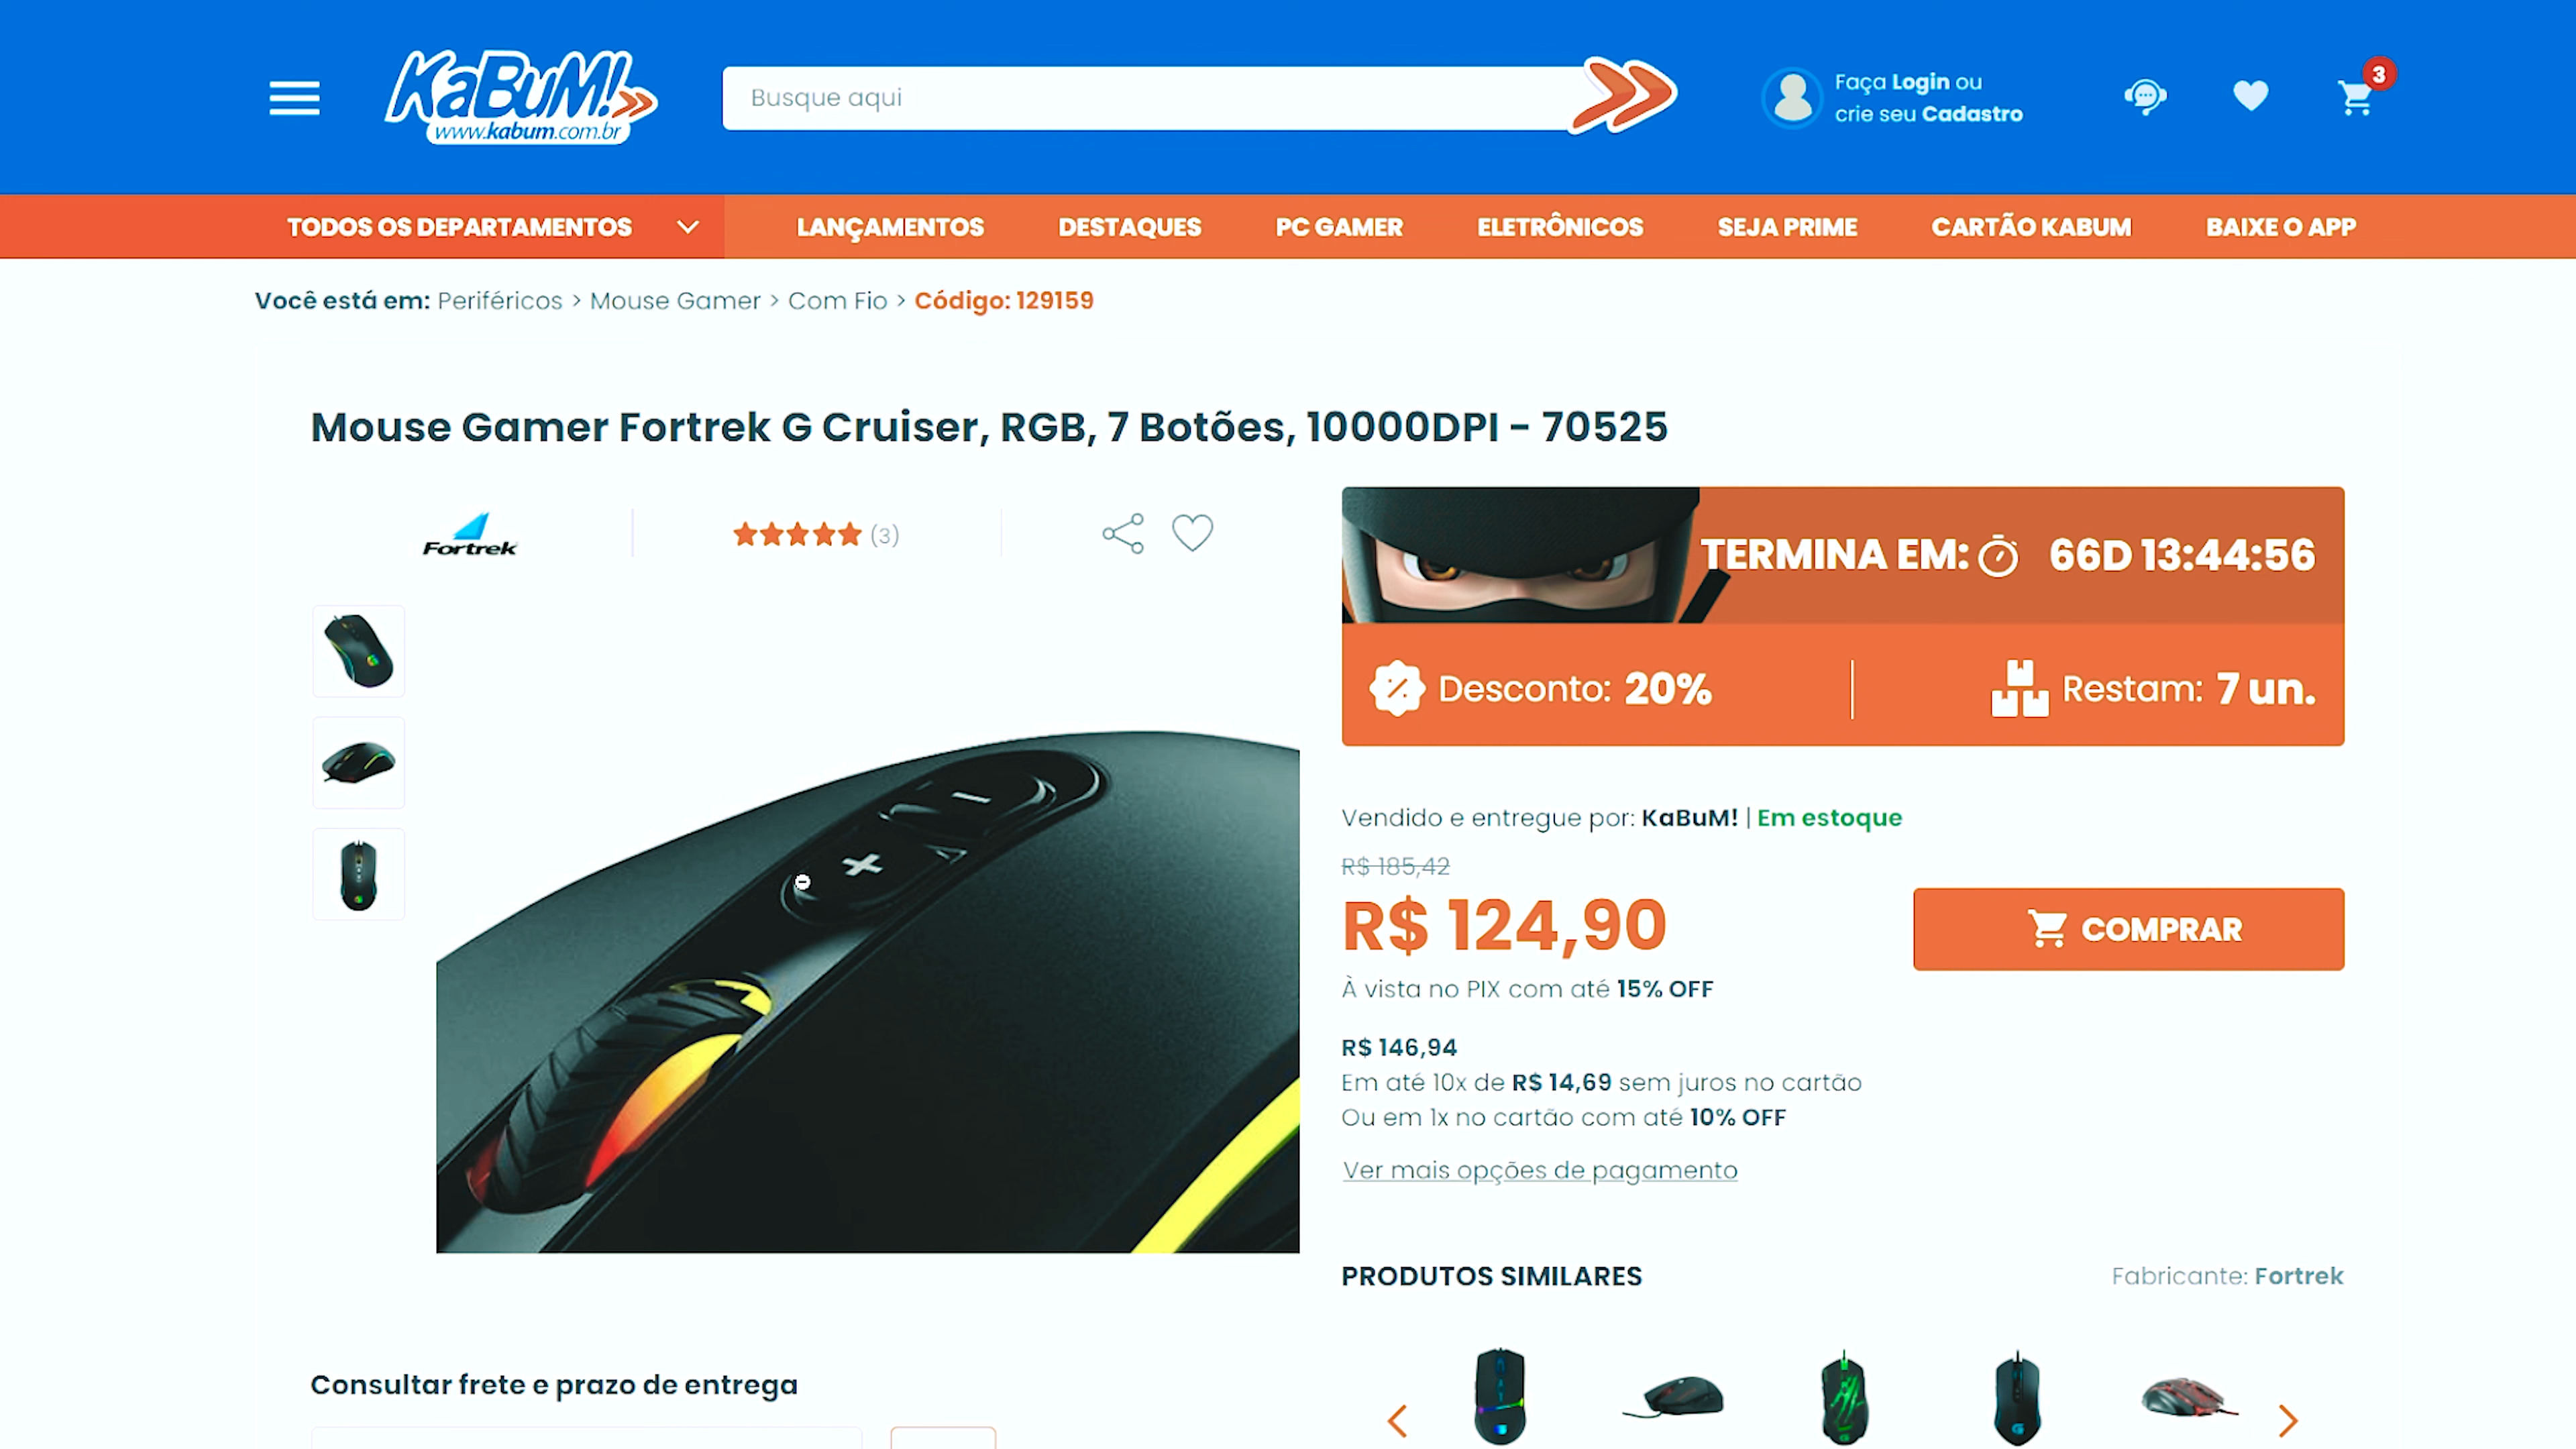 KaBuM!
www.kabum.com.br
Busque aqui
Faça Login ou
crie seu Cadastro
3
TODOS OS DEPARTAMENTOS
LANÇAMENTOS
DESTAQUES
PC GAMER
ELETRÔNICOS
SEJA PRIME
CARTÃO KABUM
BAIXE O APP
Você está em: Periféricos > Mouse Gamer > Com Fio > Código: 129159
Mouse Gamer Fortrek G Cruiser, RGB, 7 Botões, 10000DPI - 70525
Fortrek
(3)
TERMINA EM: 66D 13:44:56
Desconto: 20%
Restam: 7 un.
Vendido e entregue por: KaBuM! | Em estoque
R$ 185,42
R$ 124,90
COMPRAR
À vista no PIX com até 15% OFF
R$ 146,94
Em até 10x de R$ 14,69 sem juros no cartão
Ou em 1x no cartão com até 10% OFF
Ver mais opções de pagamento
PRODUTOS SIMILARES
Fabricante: Fortrek
Consultar frete e prazo de entrega